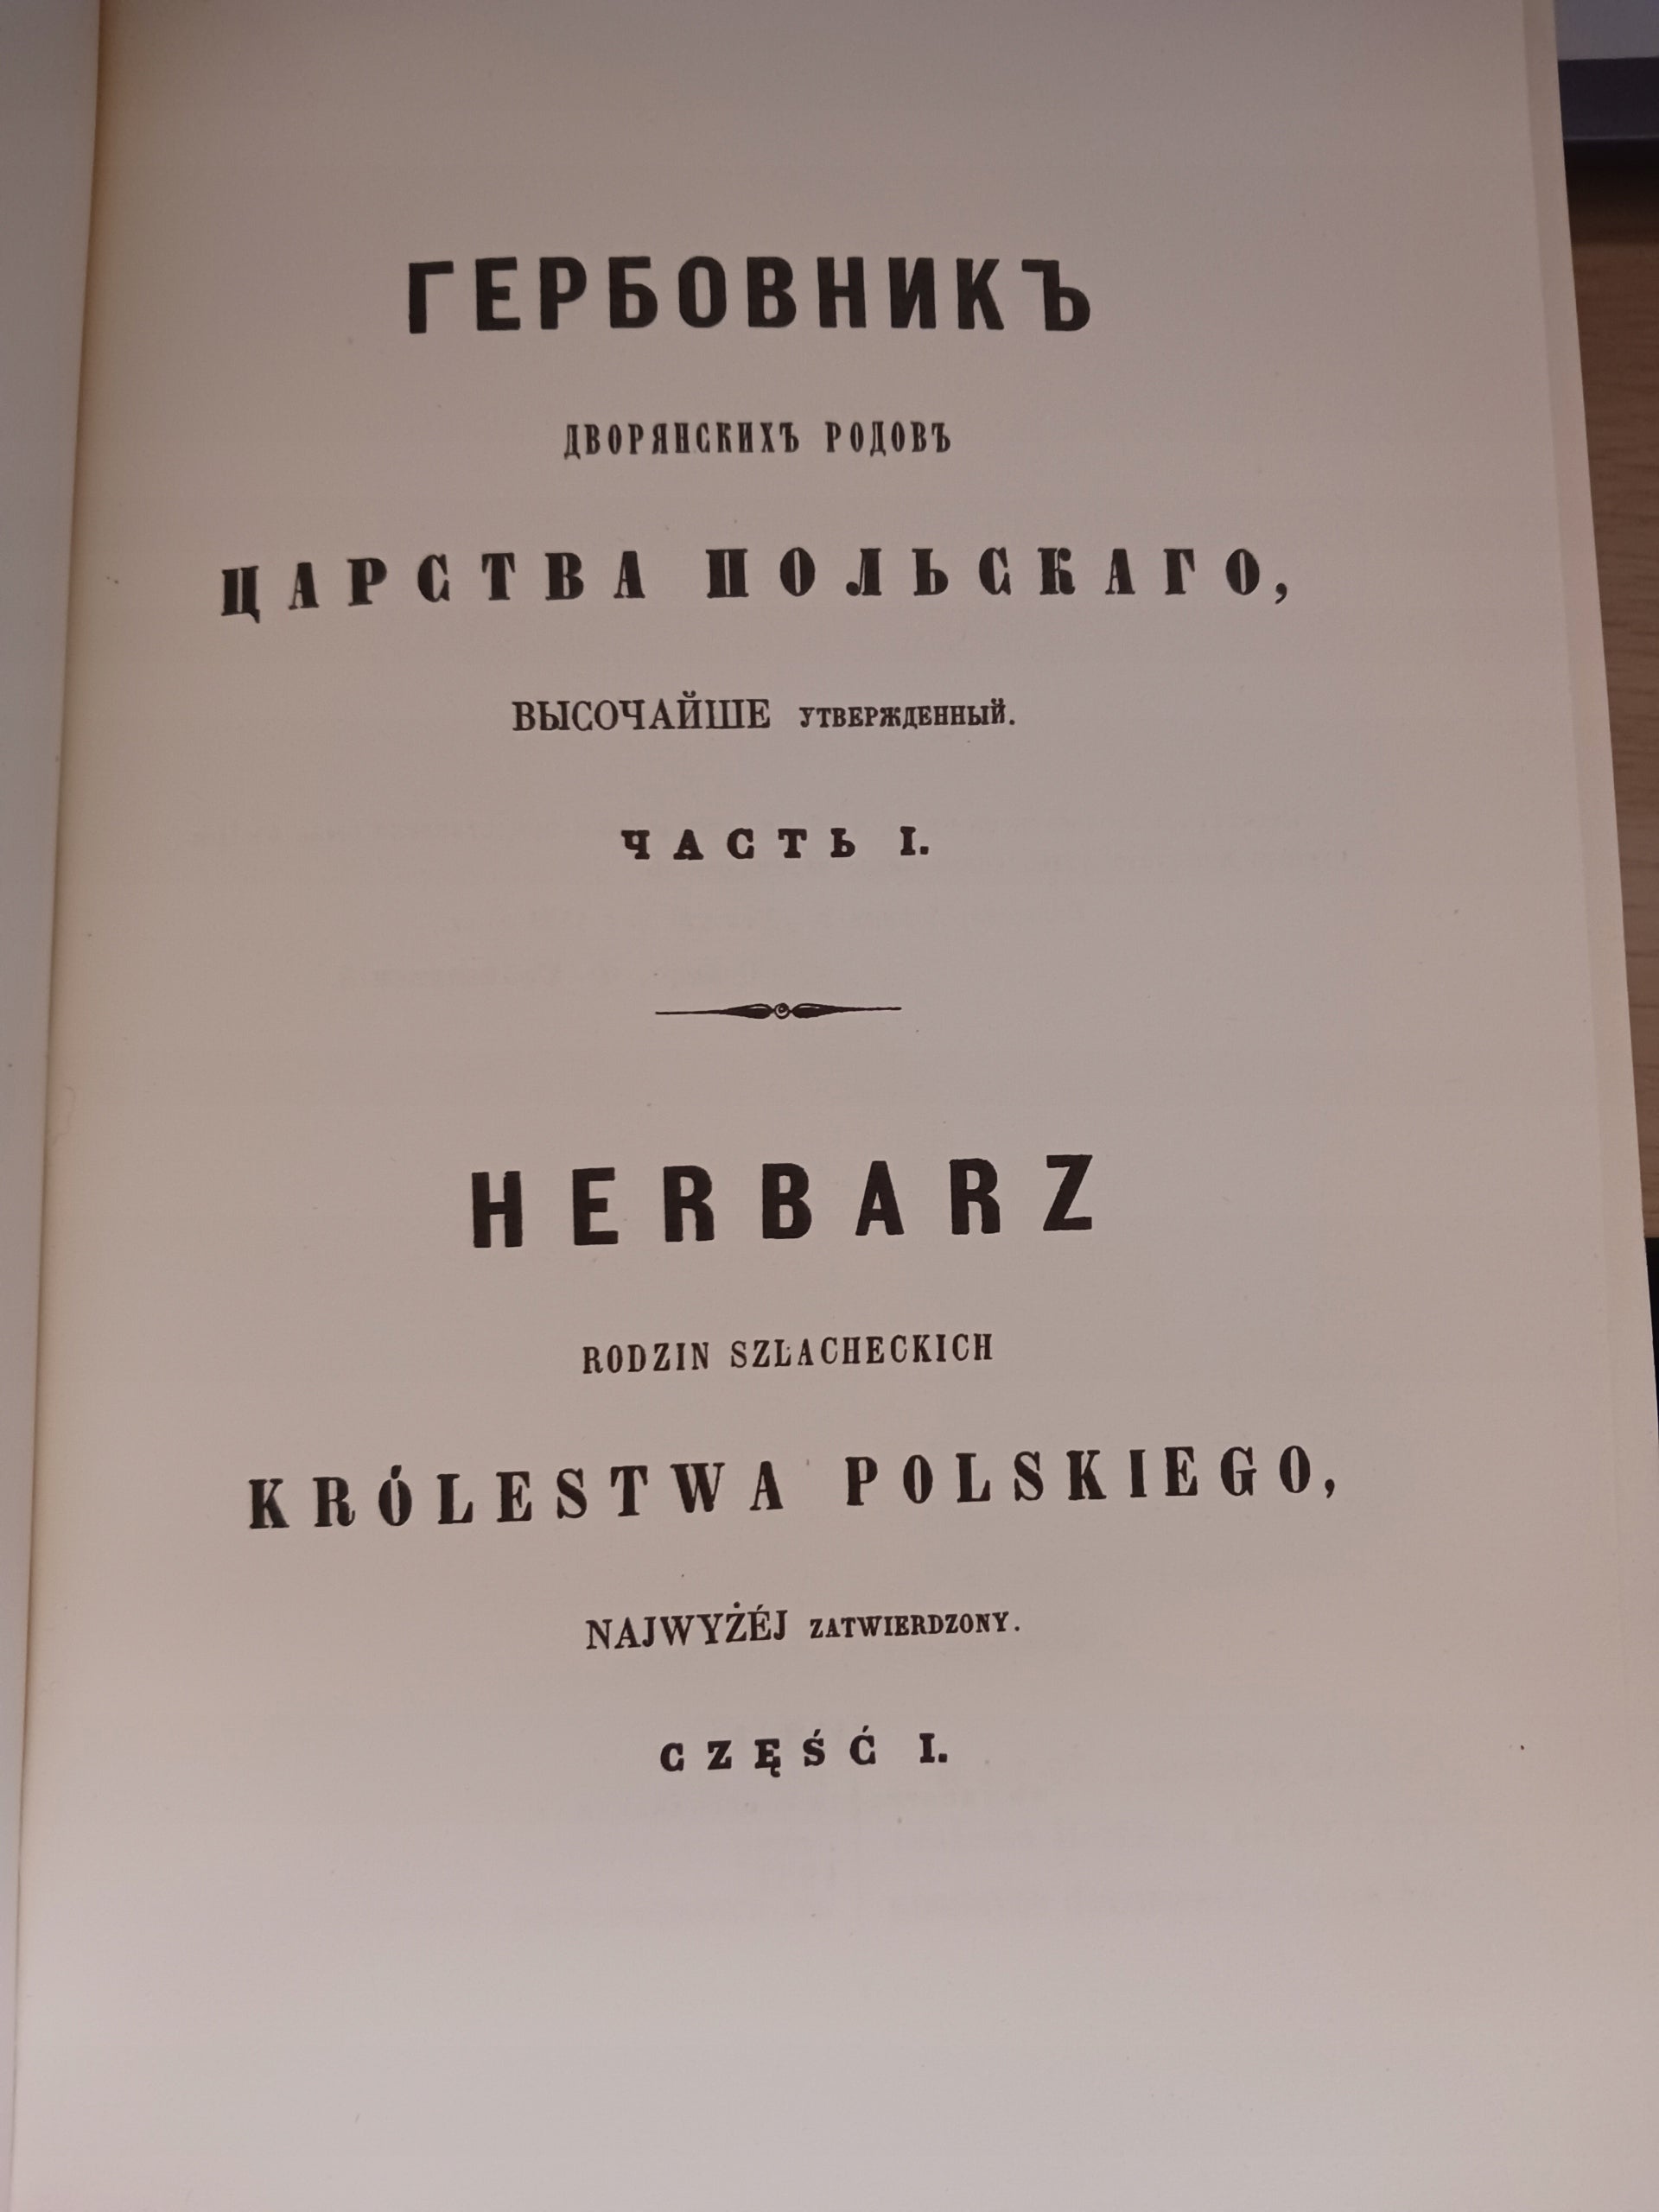 ГЕРБОВНИКЪ
ДВОРЯНСКИХЪ РОДОВЪ
ЦАРСТВА ПОЛЬСКАГО,
ВЫСОЧАЙШЕ УТВЕРЖДЕННЫЙ.
ЧАСТЬ I.
HERBARZ
RODZIN SZLACHECKICH
KRÓLESTWA POLSKIEGO,
NAJWYŻÉJ ZATWIERDZONY.
CZĘŚĆ I.